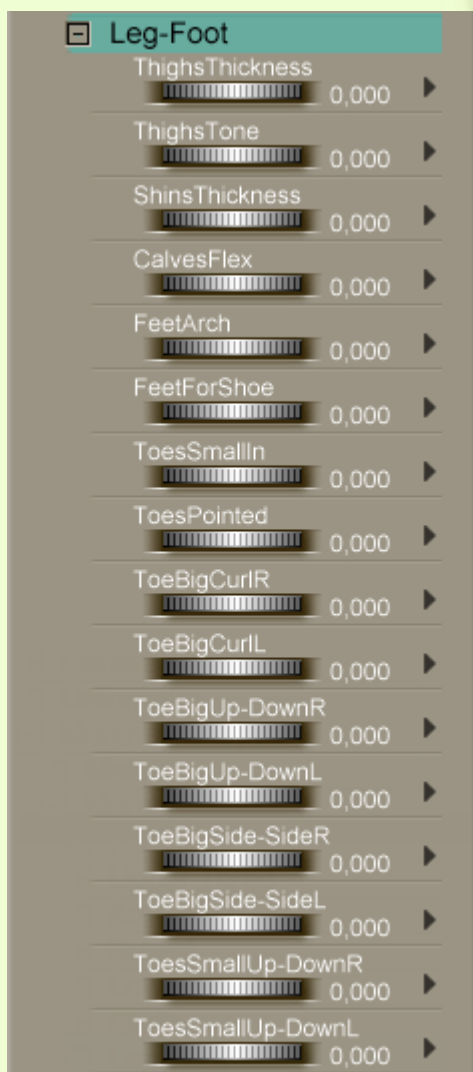 Leg-Foot
ThighsThickness
0,000
ThighsTone
0,000
ShinsThickness
0,000
CalvesFlex
0,000
FeetArch
0,000
FeetForShoe
0,000
ToesSmallIn
0,000
ToesPointed
0,000
ToeBigCurlR
0,000
ToeBigCurlL
0,000
ToeBigUp-DownR
0,000
ToeBigUp-DownL
0,000
ToeBigSide-SideR
0,000
ToeBigSide-SideL
0,000
ToesSmallUp-DownR
0,000
ToesSmallUp-DownL
0,000